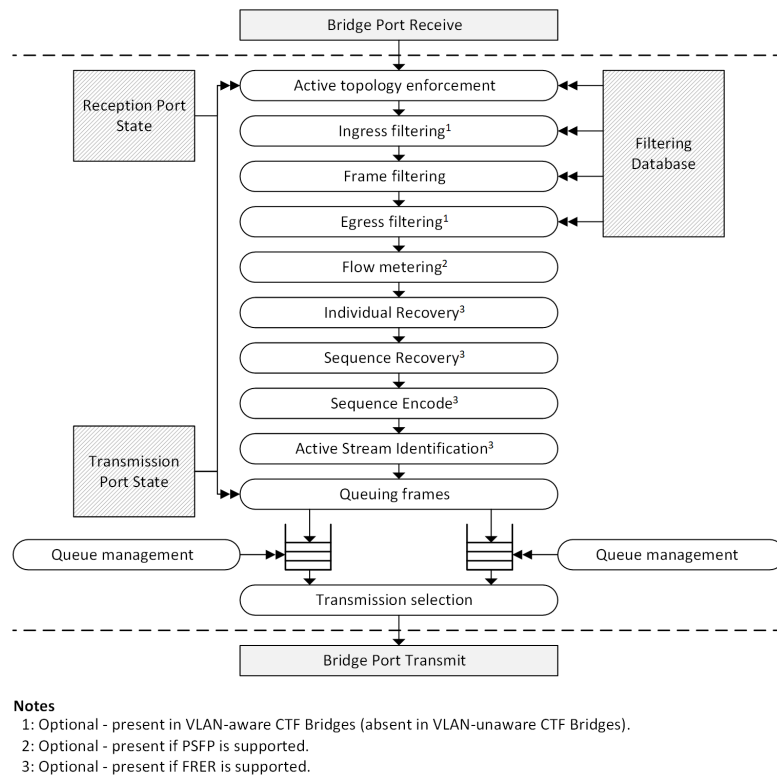 Bridge Port Receive
Reception Port
State
Active topology enforcement
Ingress filtering¹
Frame filtering
Egress filtering¹
Filtering
Database
Flow metering²
Individual Recovery³
Sequence Recovery³
Sequence Encode³
Active Stream Identification³
Transmission
Port State
Queuing frames
Queue management
Queue management
Transmission selection
Bridge Port Transmit
Notes
1: Optional - present in VLAN-aware CTF Bridges (absent in VLAN-unaware CTF Bridges).
2: Optional - present if PSFP is supported.
3: Optional - present if FRER is supported.